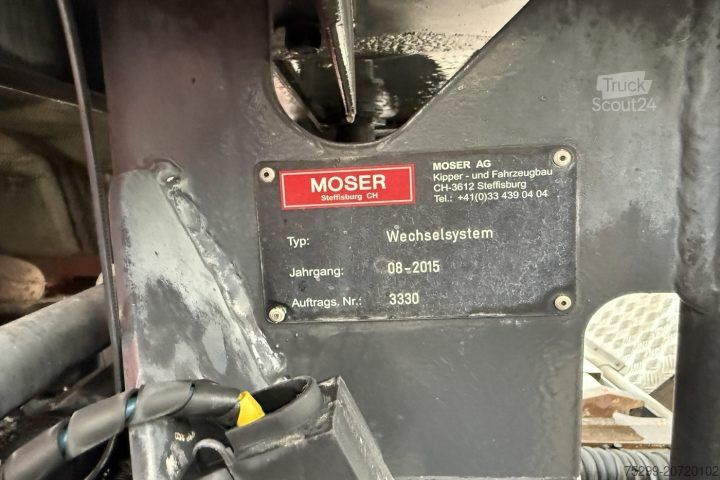 Truck
Scout24
MOSER
Steffisburg CH
MOSER AG
Kipper - und Fahrzeugbau
CH-3612 Steffisburg
Tel.: +41(0)33 439 04 04
Typ: Wechselsystem
Jahrgang: 08-2015
Auftrags. Nr.: 3330
75299-20720102